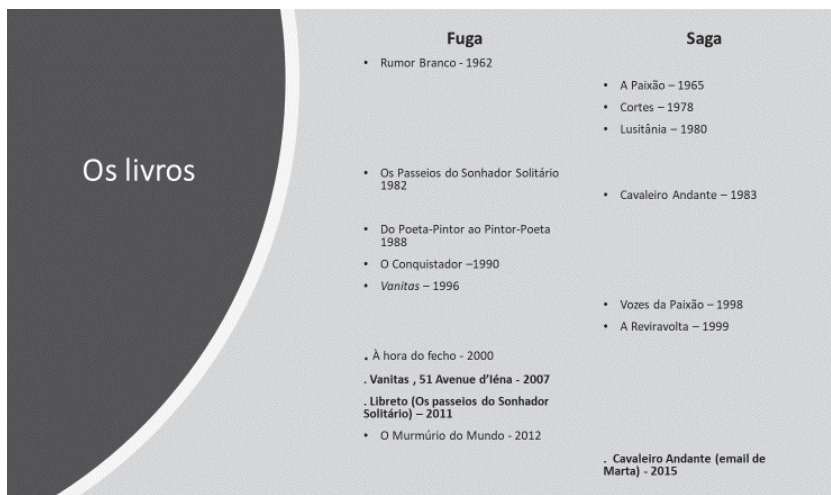 Os livros
Fuga
• Rumor Branco - 1962
• Os Passeios do Sonhador Solitário
1982
• Do Poeta-Pintor ao Pintor-Poeta
1988
• O Conquistador –1990
• Vanitas – 1996
. À hora do fecho - 2000
. Vanitas , 51 Avenue d’Iéna - 2007
. Libreto (Os passeios do Sonhador
Solitário) – 2011
• O Murmúrio do Mundo - 2012
Saga
• A Paixão – 1965
• Cortes – 1978
• Lusitânia – 1980
• Cavaleiro Andante – 1983
• Vozes da Paixão – 1998
• A Reviravolta – 1999
. Cavaleiro Andante (email de
Marta) - 2015